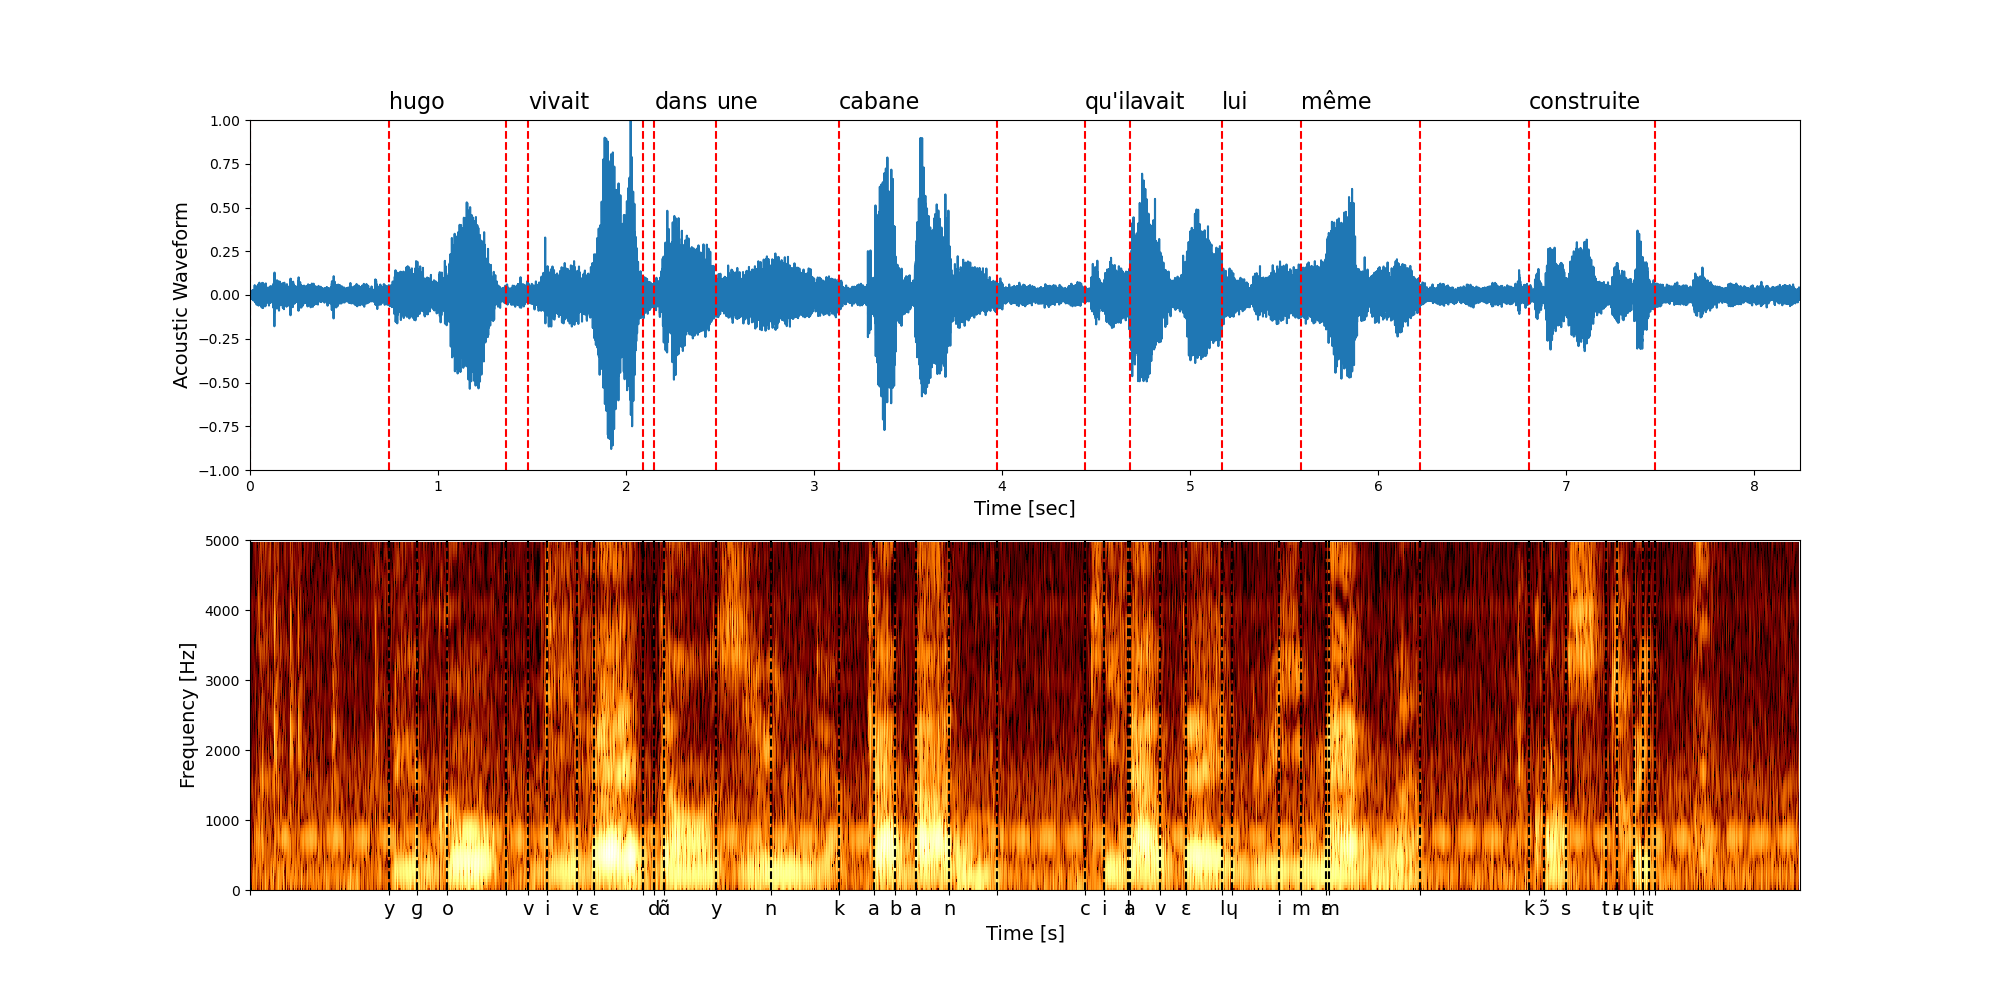 hugo vivait dans une cabane qu'ilavait lui même construite
1.00
0.75
0.50
0.25
0.00
−0.25
−0.50
−0.75
−1.00
Acoustic Waveform
0 1 2 3 4 5 6 7 8
Time [sec]
5000
4000
3000
2000
1000
0
Frequency [Hz]
y g o v i v ɛ d ɑ̃ y n k a b a n c i l a v ɛ l ɥ i m ɛ m k ɔ̃ s t ʁ ɥ i t
Time [s]